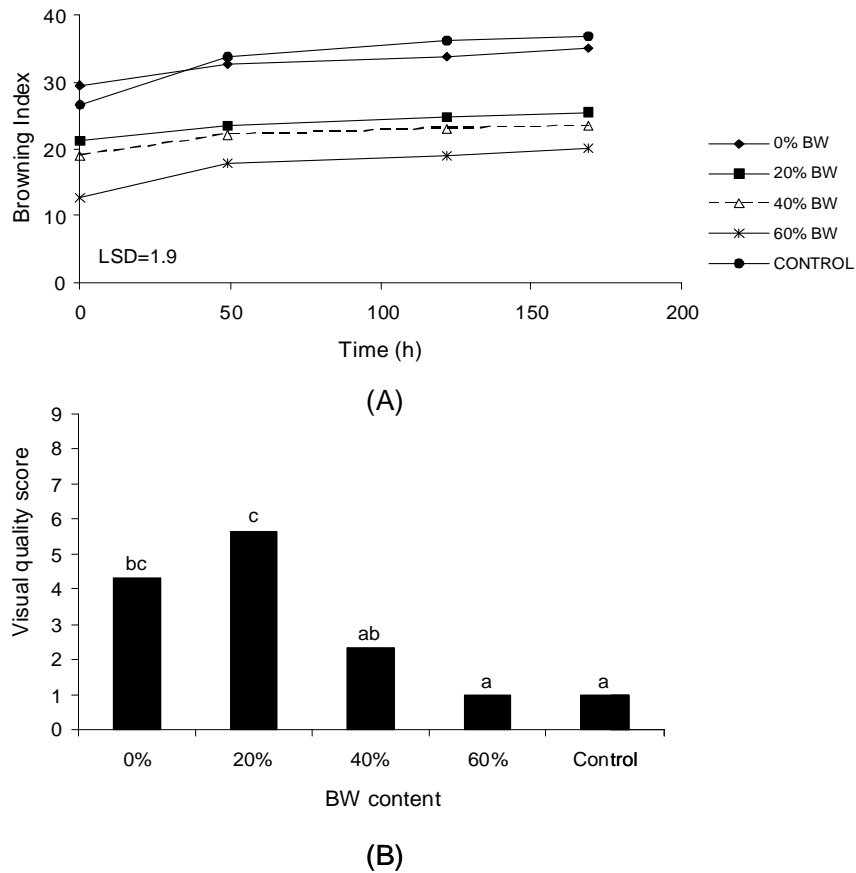 40
30
20
10
0
Browning Index
LSD=1.9
0 50 100 150 200
Time (h)
0% BW
20% BW
40% BW
60% BW
CONTROL
(A)
9
8
7
6
5
4
3
2
1
0
Visual quality score
bc
c
ab
a
a
0% 20% 40% 60% Control
BW content
(B)